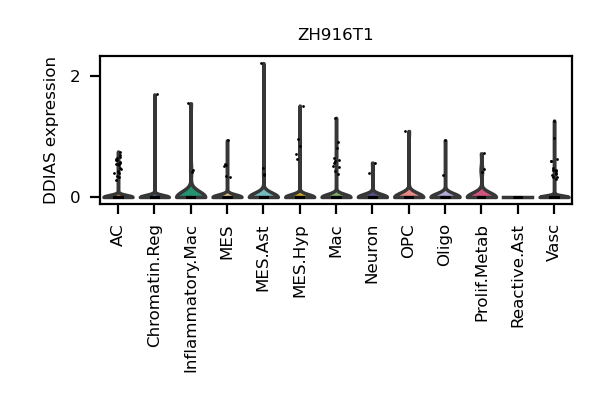 ZH916T1
DDIAS expression
2
0
AC
Chromatin.Reg
Inflammatory.Mac
MES
MES.Ast
MES.Hyp
Mac
Neuron
OPC
Oligo
Prolif.Metab
Reactive.Ast
Vasc